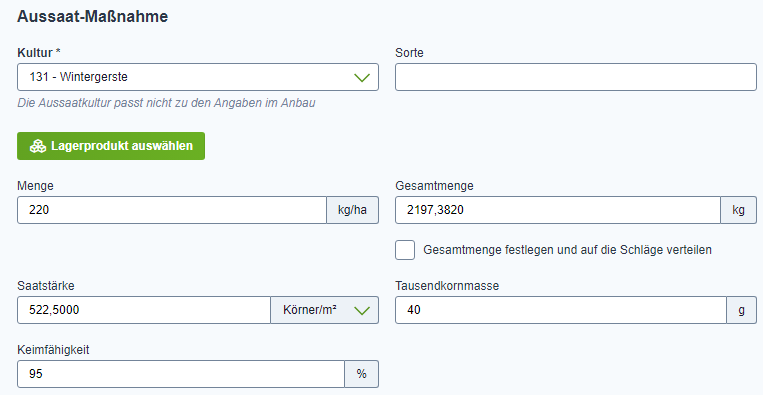 Aussaat-Maßnahme
Kultur *
Sorte
131 - Wintergerste
Die Aussaatkultur passt nicht zu den Angaben im Anbau
Lagerprodukt auswählen
Menge
Gesamtmenge
220 kg/ha
2197,3820 kg
Gesamtmenge festlegen und auf die Schläge verteilen
Saatstärke
Tausendkornmasse
522,5000 Körner/m²
40 g
Keimfähigkeit
95 %